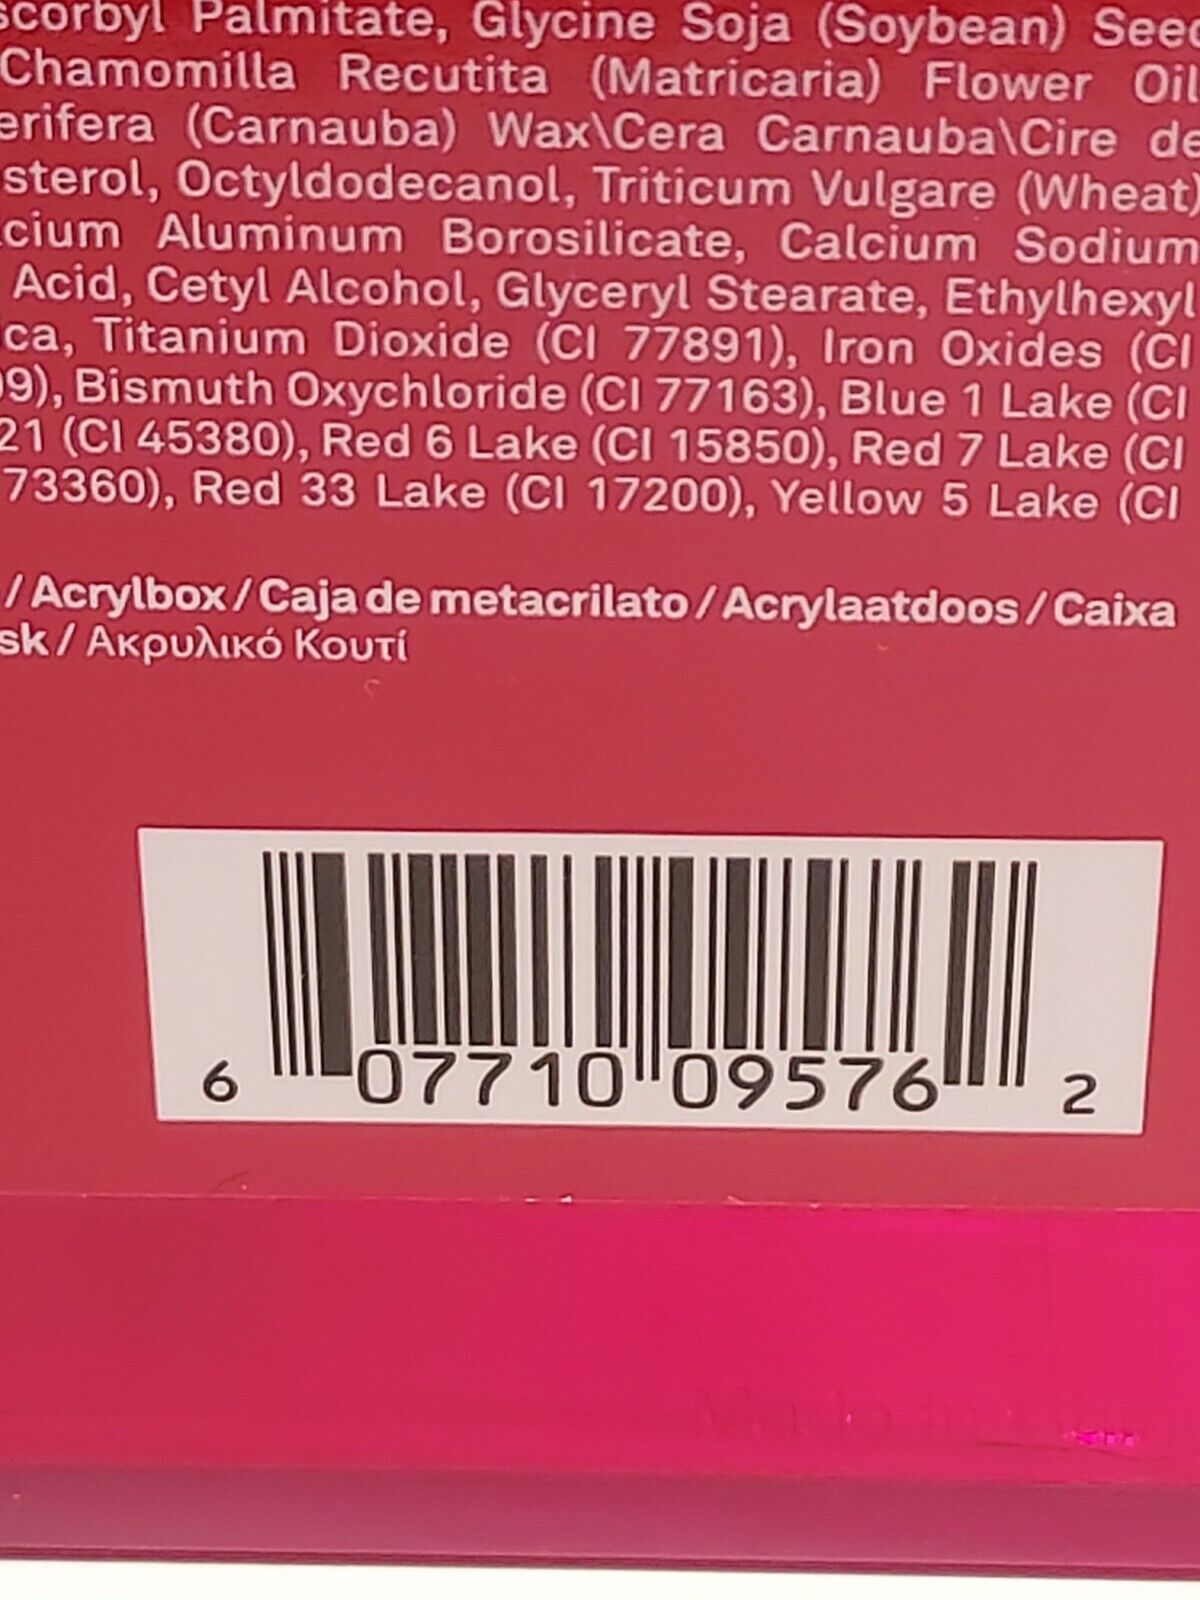 scorbyl Palmitate, Glycine Soja (Soybean) Seed
Chamomilla Recutita (Matricaria) Flower Oil
erifera (Carnauba) Wax\Cera Carnauba\Cire de
sterol, Octyldodecanol, Triticum Vulgare (Wheat)
cium Aluminum Borosilicate, Calcium Sodium
Acid, Cetyl Alcohol, Glyceryl Stearate, Ethylhexyl
ica, Titanium Dioxide (CI 77891), Iron Oxides (CI
99), Bismuth Oxychloride (CI 77163), Blue 1 Lake (CI
21 (CI 45380), Red 6 Lake (CI 15850), Red 7 Lake (CI
73360), Red 33 Lake (CI 17200), Yellow 5 Lake (CI
/ Acrylbox / Caja de metacrilato / Acrylaatdoos / Caixa
sk / Ακρυλικό Κουτί
6 07710 09576 2